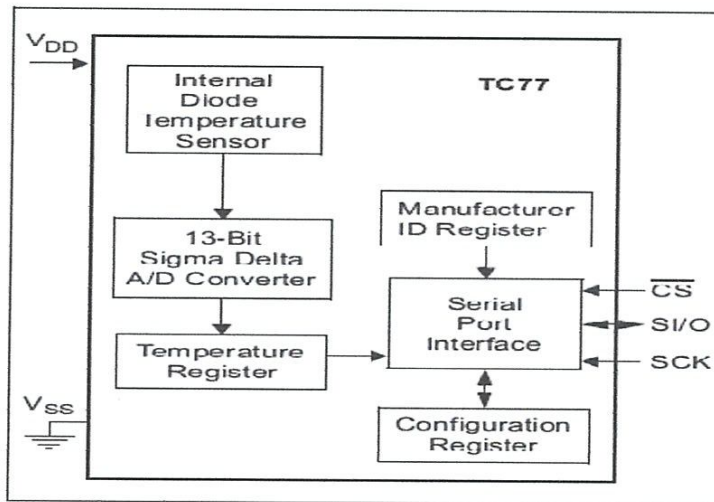 VDD
TC77
Internal
Diode
Temperature
Sensor
13-Bit
Sigma Delta
A/D Converter
Temperature
Register
Manufacturer
ID Register
Serial
Port
Interface
Configuration
Register
CS
SI/O
SCK
VSS